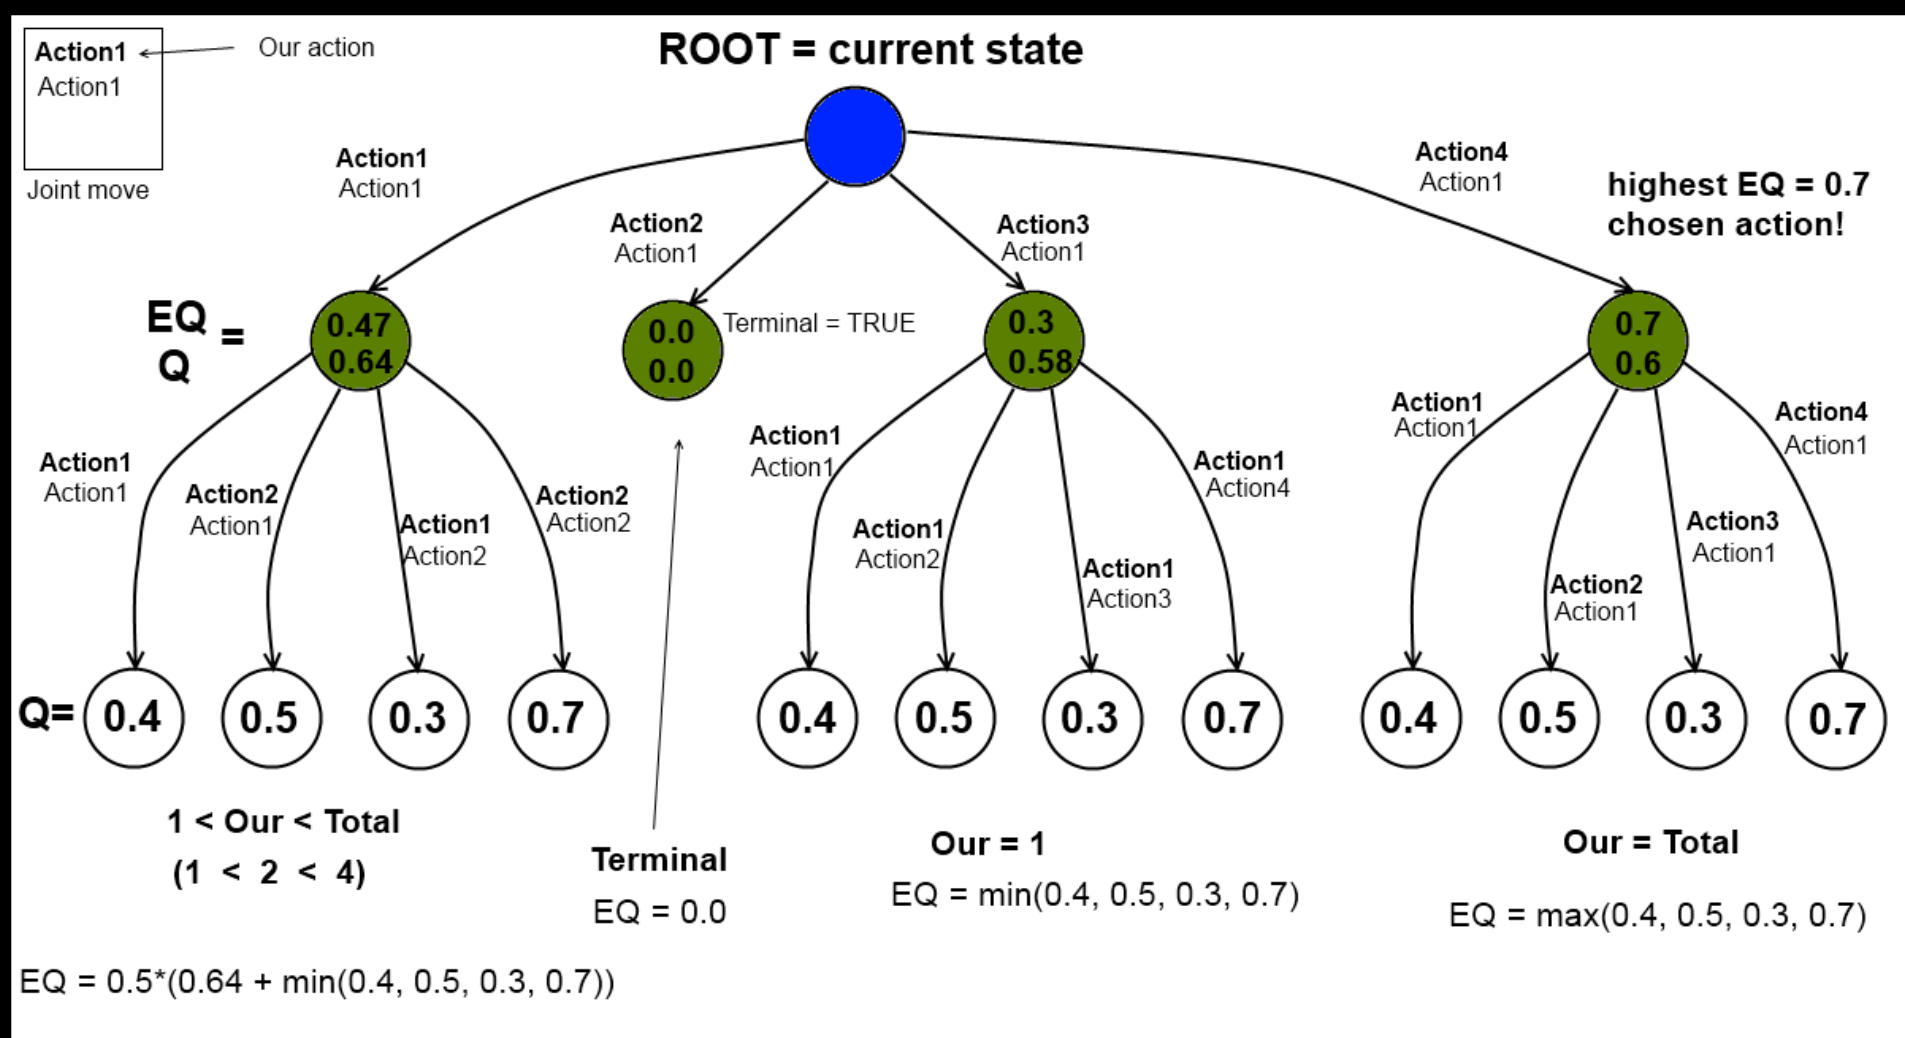 Action1
Action1
Our action
Joint move
ROOT = current state
Action1
Action1
Action2
Action1
Action3
Action1
Action4
Action1
highest EQ = 0.7
chosen action!
EQ
Q
=
0.47
0.64
0.0
0.0
Terminal = TRUE
0.3
0.58
0.7
0.6
Action1
Action1
Action2
Action1
Action1
Action2
Action2
Action2
Action1
Action1
Action1
Action2
Action1
Action3
Action1
Action4
Action1
Action1
Action2
Action1
Action3
Action1
Action4
Action1
Q=
0.4
0.5
0.3
0.7
0.4
0.5
0.3
0.7
0.4
0.5
0.3
0.7
1 < Our < Total
(1 < 2 < 4)
EQ = 0.5*(0.64 + min(0.4, 0.5, 0.3, 0.7))
Terminal
EQ = 0.0
Our = 1
EQ = min(0.4, 0.5, 0.3, 0.7)
Our = Total
EQ = max(0.4, 0.5, 0.3, 0.7)